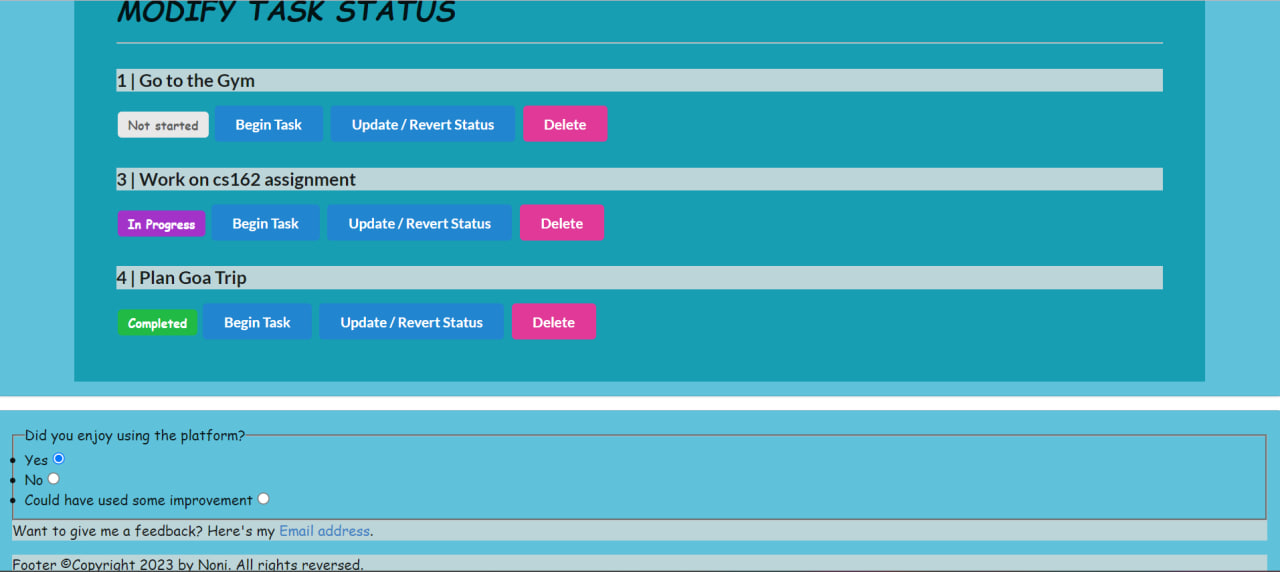 MODIFY TASK STATUS
1 | Go to the Gym
Not started Begin Task Update / Revert Status Delete
3 | Work on cs162 assignment
In Progress Begin Task Update / Revert Status Delete
4 | Plan Goa Trip
Completed Begin Task Update / Revert Status Delete
Did you enjoy using the platform?
Yes
No
Could have used some improvement
Want to give me a feedback? Here's my Email address.
Footer ©Copyright 2023 by Noni. All rights reversed.